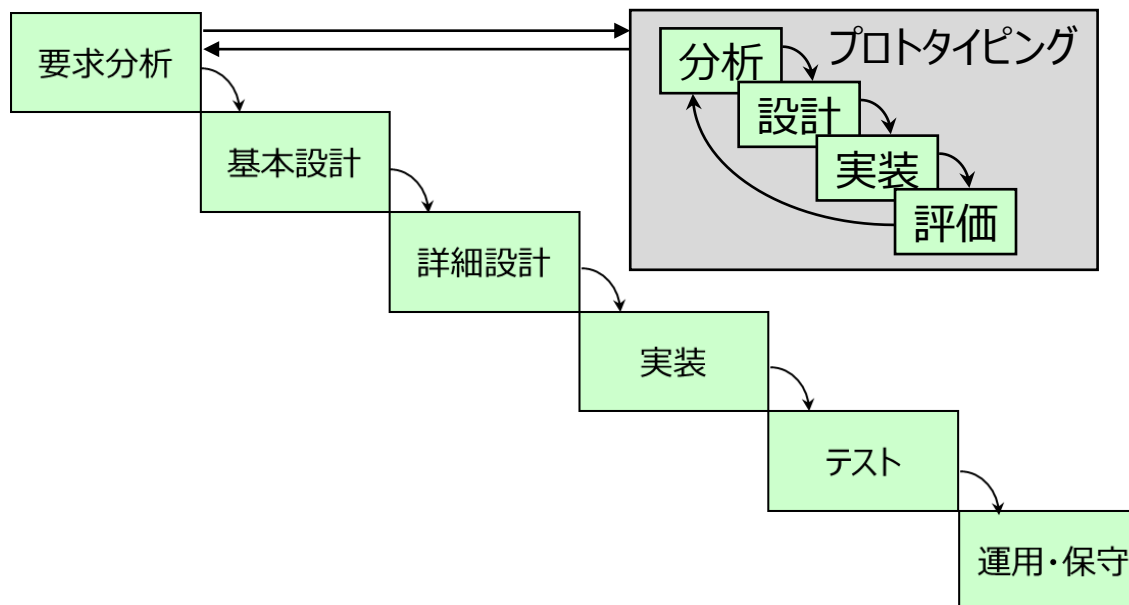 要求分析
基本設計
詳細設計
実装
テスト
運用・保守
プロトタイピング
分析
設計
実装
評価